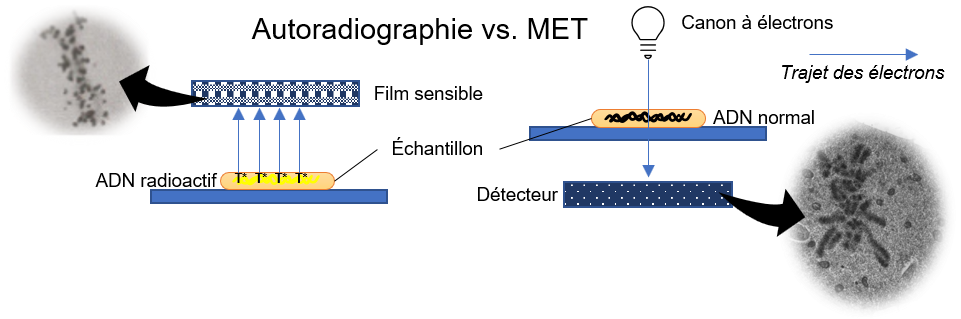 Autoradiographie vs. MET
Canon à électrons
Trajet des électrons
Film sensible
ADN normal
Échantillon
ADN radioactif
T* T* T* T*
Détecteur